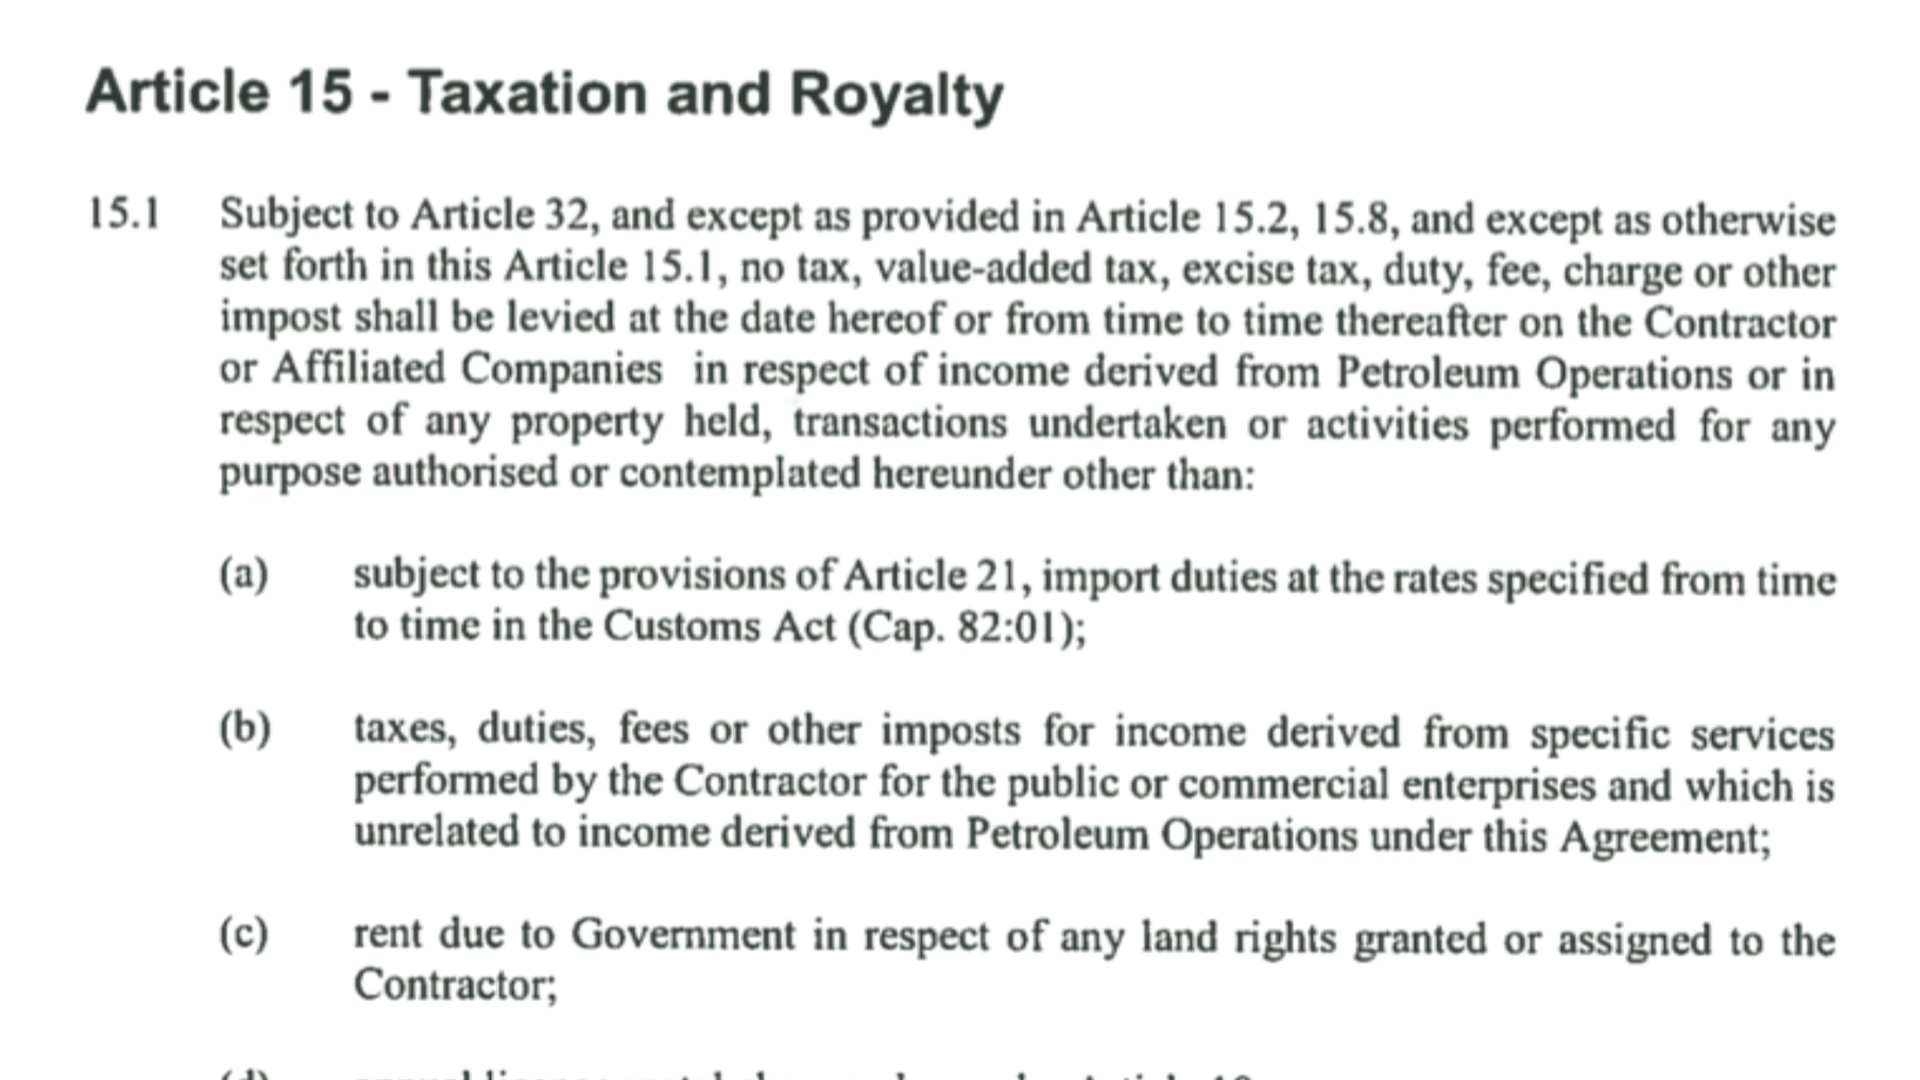 Article 15 - Taxation and Royalty
15.1 Subject to Article 32, and except as provided in Article 15.2, 15.8, and except as otherwise
set forth in this Article 15.1, no tax, value-added tax, excise tax, duty, fee, charge or other
impost shall be levied at the date hereof or from time to time thereafter on the Contractor
or Affiliated Companies in respect of income derived from Petroleum Operations or in
respect of any property held, transactions undertaken or activities performed for any
purpose authorised or contemplated hereunder other than:
(a) subject to the provisions of Article 21, import duties at the rates specified from time
to time in the Customs Act (Cap. 82:01);
(b) taxes, duties, fees or other imposts for income derived from specific services
performed by the Contractor for the public or commercial enterprises and which is
unrelated to income derived from Petroleum Operations under this Agreement;
(c) rent due to Government in respect of any land rights granted or assigned to the
Contractor;